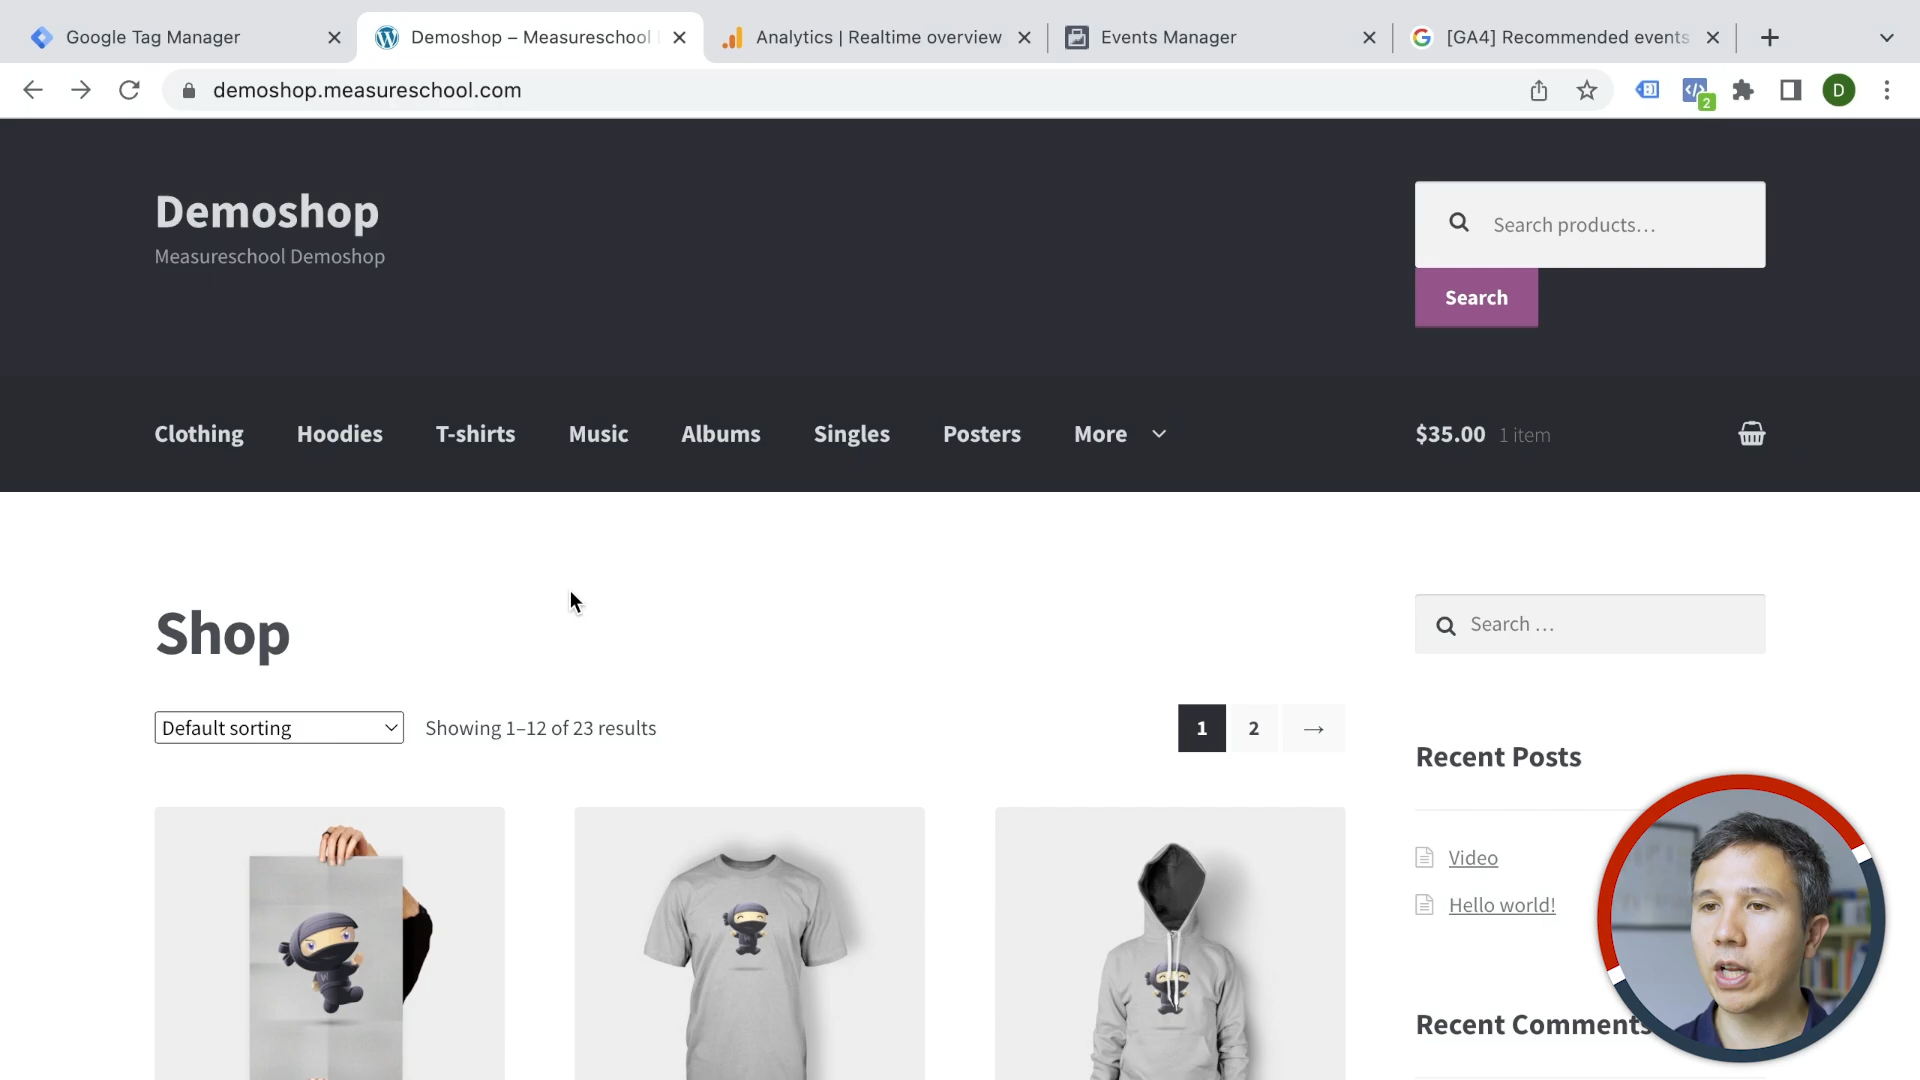 Google Tag Manager
Demoshop – Measureschool
Analytics | Realtime overview
Events Manager
[GA4] Recommended events
demoshop.measureschool.com
2
D
Demoshop
Measureschool Demoshop
Search products…
Search
Clothing
Hoodies
T-shirts
Music
Albums
Singles
Posters
More
$35.00 1 item
Shop
Search …
Default sorting
Showing 1–12 of 23 results
1
2
→
Recent Posts
Video
Hello world!
Recent Comments